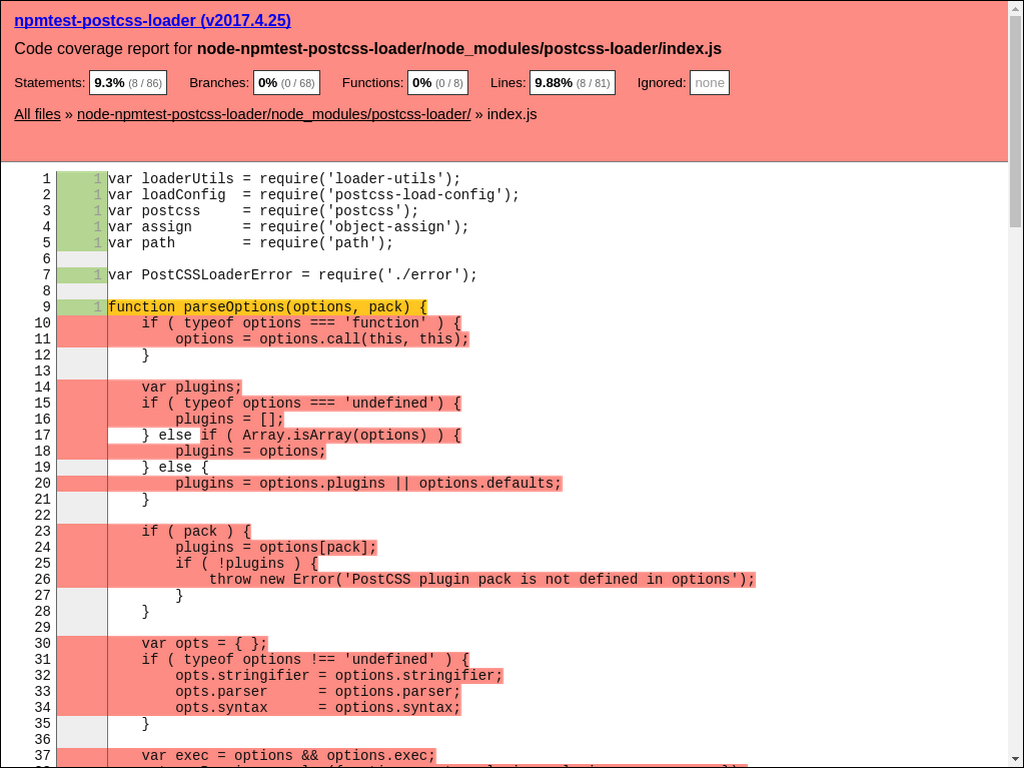 npmtest-postcss-loader (v2017.4.25)
Code coverage report for node-npmtest-postcss-loader/node_modules/postcss-loader/index.js
Statements: 9.3% (8 / 86) Branches: 0% (0 / 68) Functions: 0% (0 / 8) Lines: 9.88% (8 / 81) Ignored: none
All files » node-npmtest-postcss-loader/node_modules/postcss-loader/ » index.js
1 1 var loaderUtils = require('loader-utils');
2 1 var loadConfig  = require('postcss-load-config');
3 1 var postcss     = require('postcss');
4 1 var assign      = require('object-assign');
5 1 var path        = require('path');
6
7 1 var PostCSSLoaderError = require('./error');
8
9 1 function parseOptions(options, pack) {
10     if ( typeof options === 'function' ) {
11         options = options.call(this, this);
12     }
13
14     var plugins;
15     if ( typeof options === 'undefined') {
16         plugins = [];
17     } else if ( Array.isArray(options) ) {
18         plugins = options;
19     } else {
20         plugins = options.plugins || options.defaults;
21     }
22
23     if ( pack ) {
24         plugins = options[pack];
25         if ( !plugins ) {
26             throw new Error('PostCSS plugin pack is not defined in options');
27         }
28     }
29
30     var opts = { };
31     if ( typeof options !== 'undefined' ) {
32         opts.stringifier = options.stringifier;
33         opts.parser      = options.parser;
34         opts.syntax      = options.syntax;
35     }
36
37     var exec = options && options.exec;